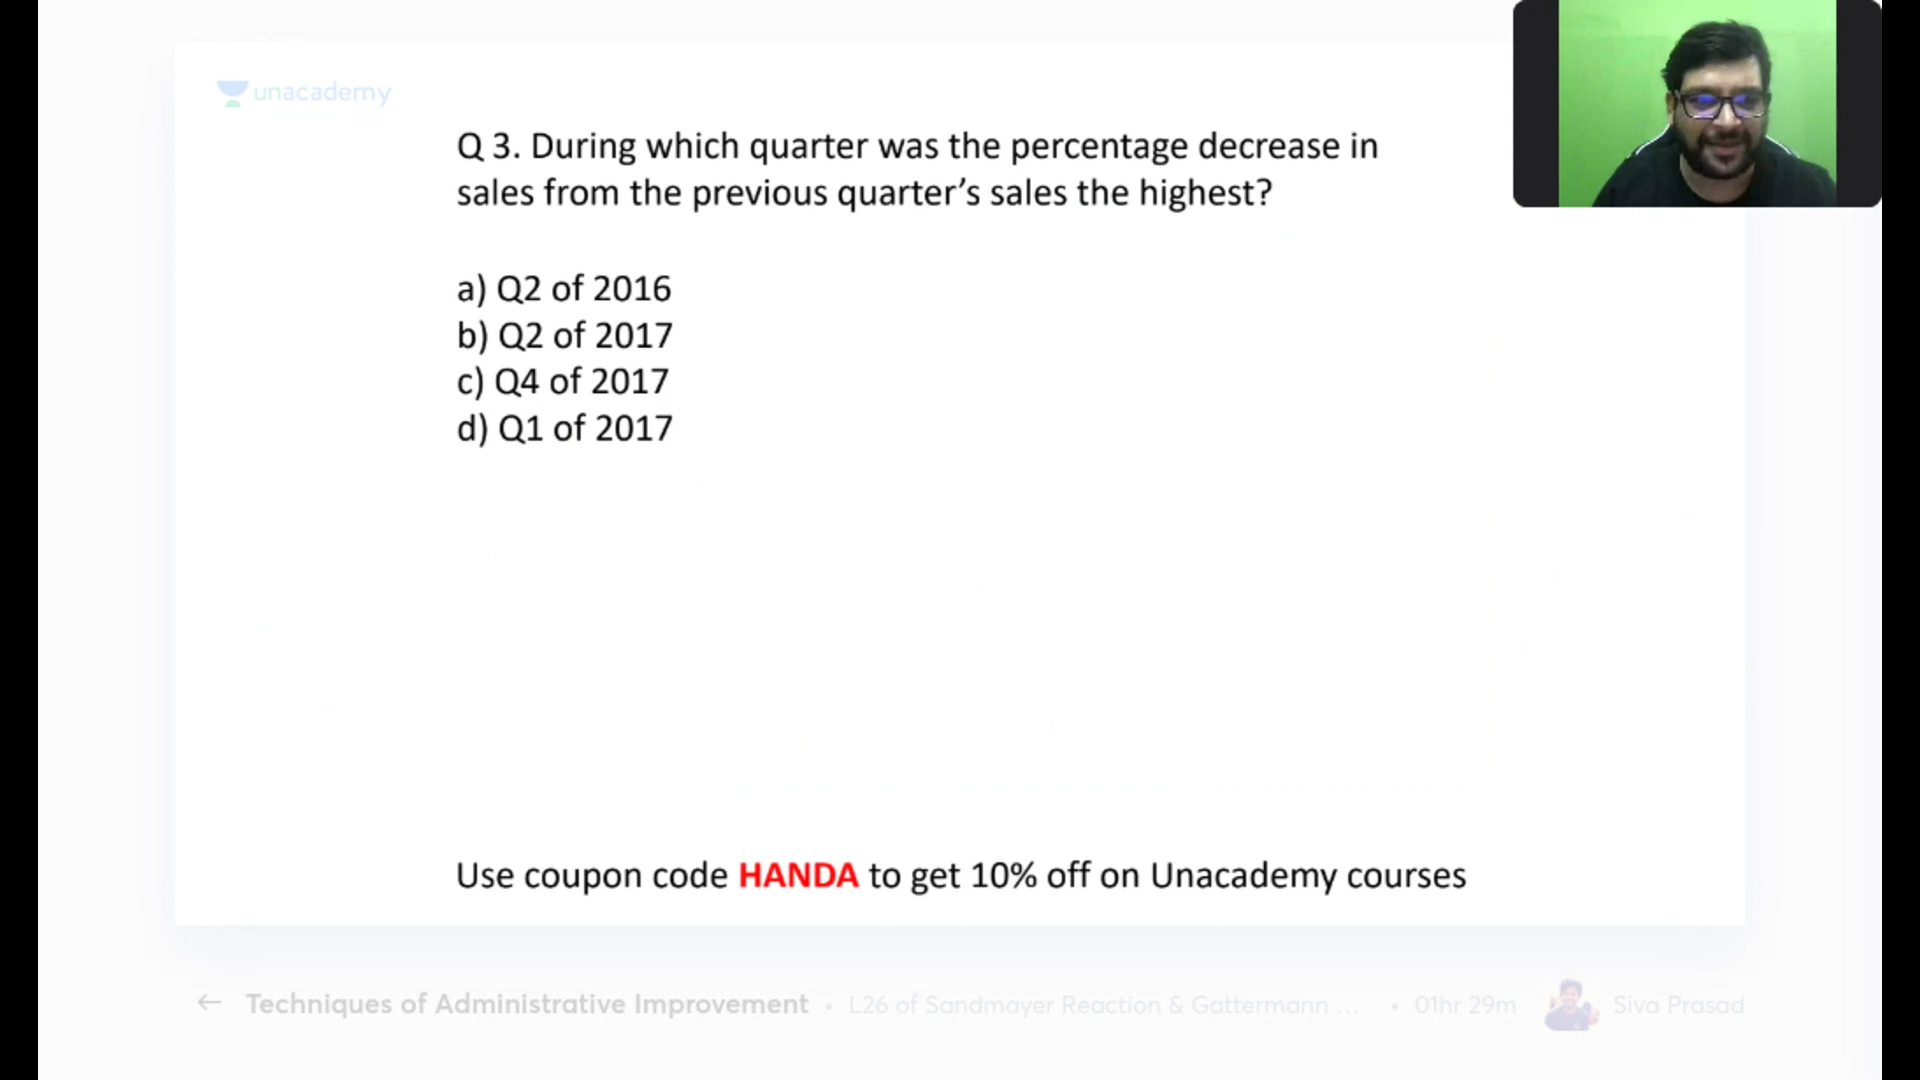 unacademy
Q 3. During which quarter was the percentage decrease in
sales from the previous quarter’s sales the highest?
a) Q2 of 2016
b) Q2 of 2017
c) Q4 of 2017
d) Q1 of 2017
Use coupon code HANDA to get 10% off on Unacademy courses
← Techniques of Administrative Improvement • L26 of Sandmayer Reaction & Gattermann ... • 01hr 29m Siva Prasad